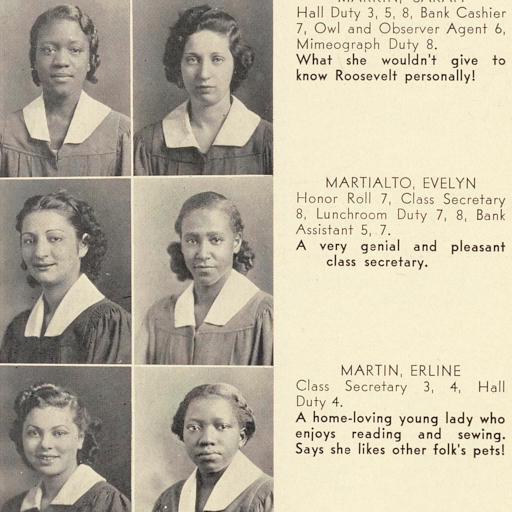 Hall Duty 3, 5, 8, Bank Cashier
7, Owl and Observer Agent 6,
Mimeograph Duty 8.
What she wouldn't give to
know Roosevelt personally!
MARTIALTO, EVELYN
Honor Roll 7, Class Secretary
8, Lunchroom Duty 7, 8, Bank
Assistant 5, 7.
A very genial and pleasant
class secretary.
MARTIN, ERLINE
Class Secretary 3, 4, Hall
Duty 4.
A home-loving young lady who
enjoys reading and sewing.
Says she likes other folk's pets!